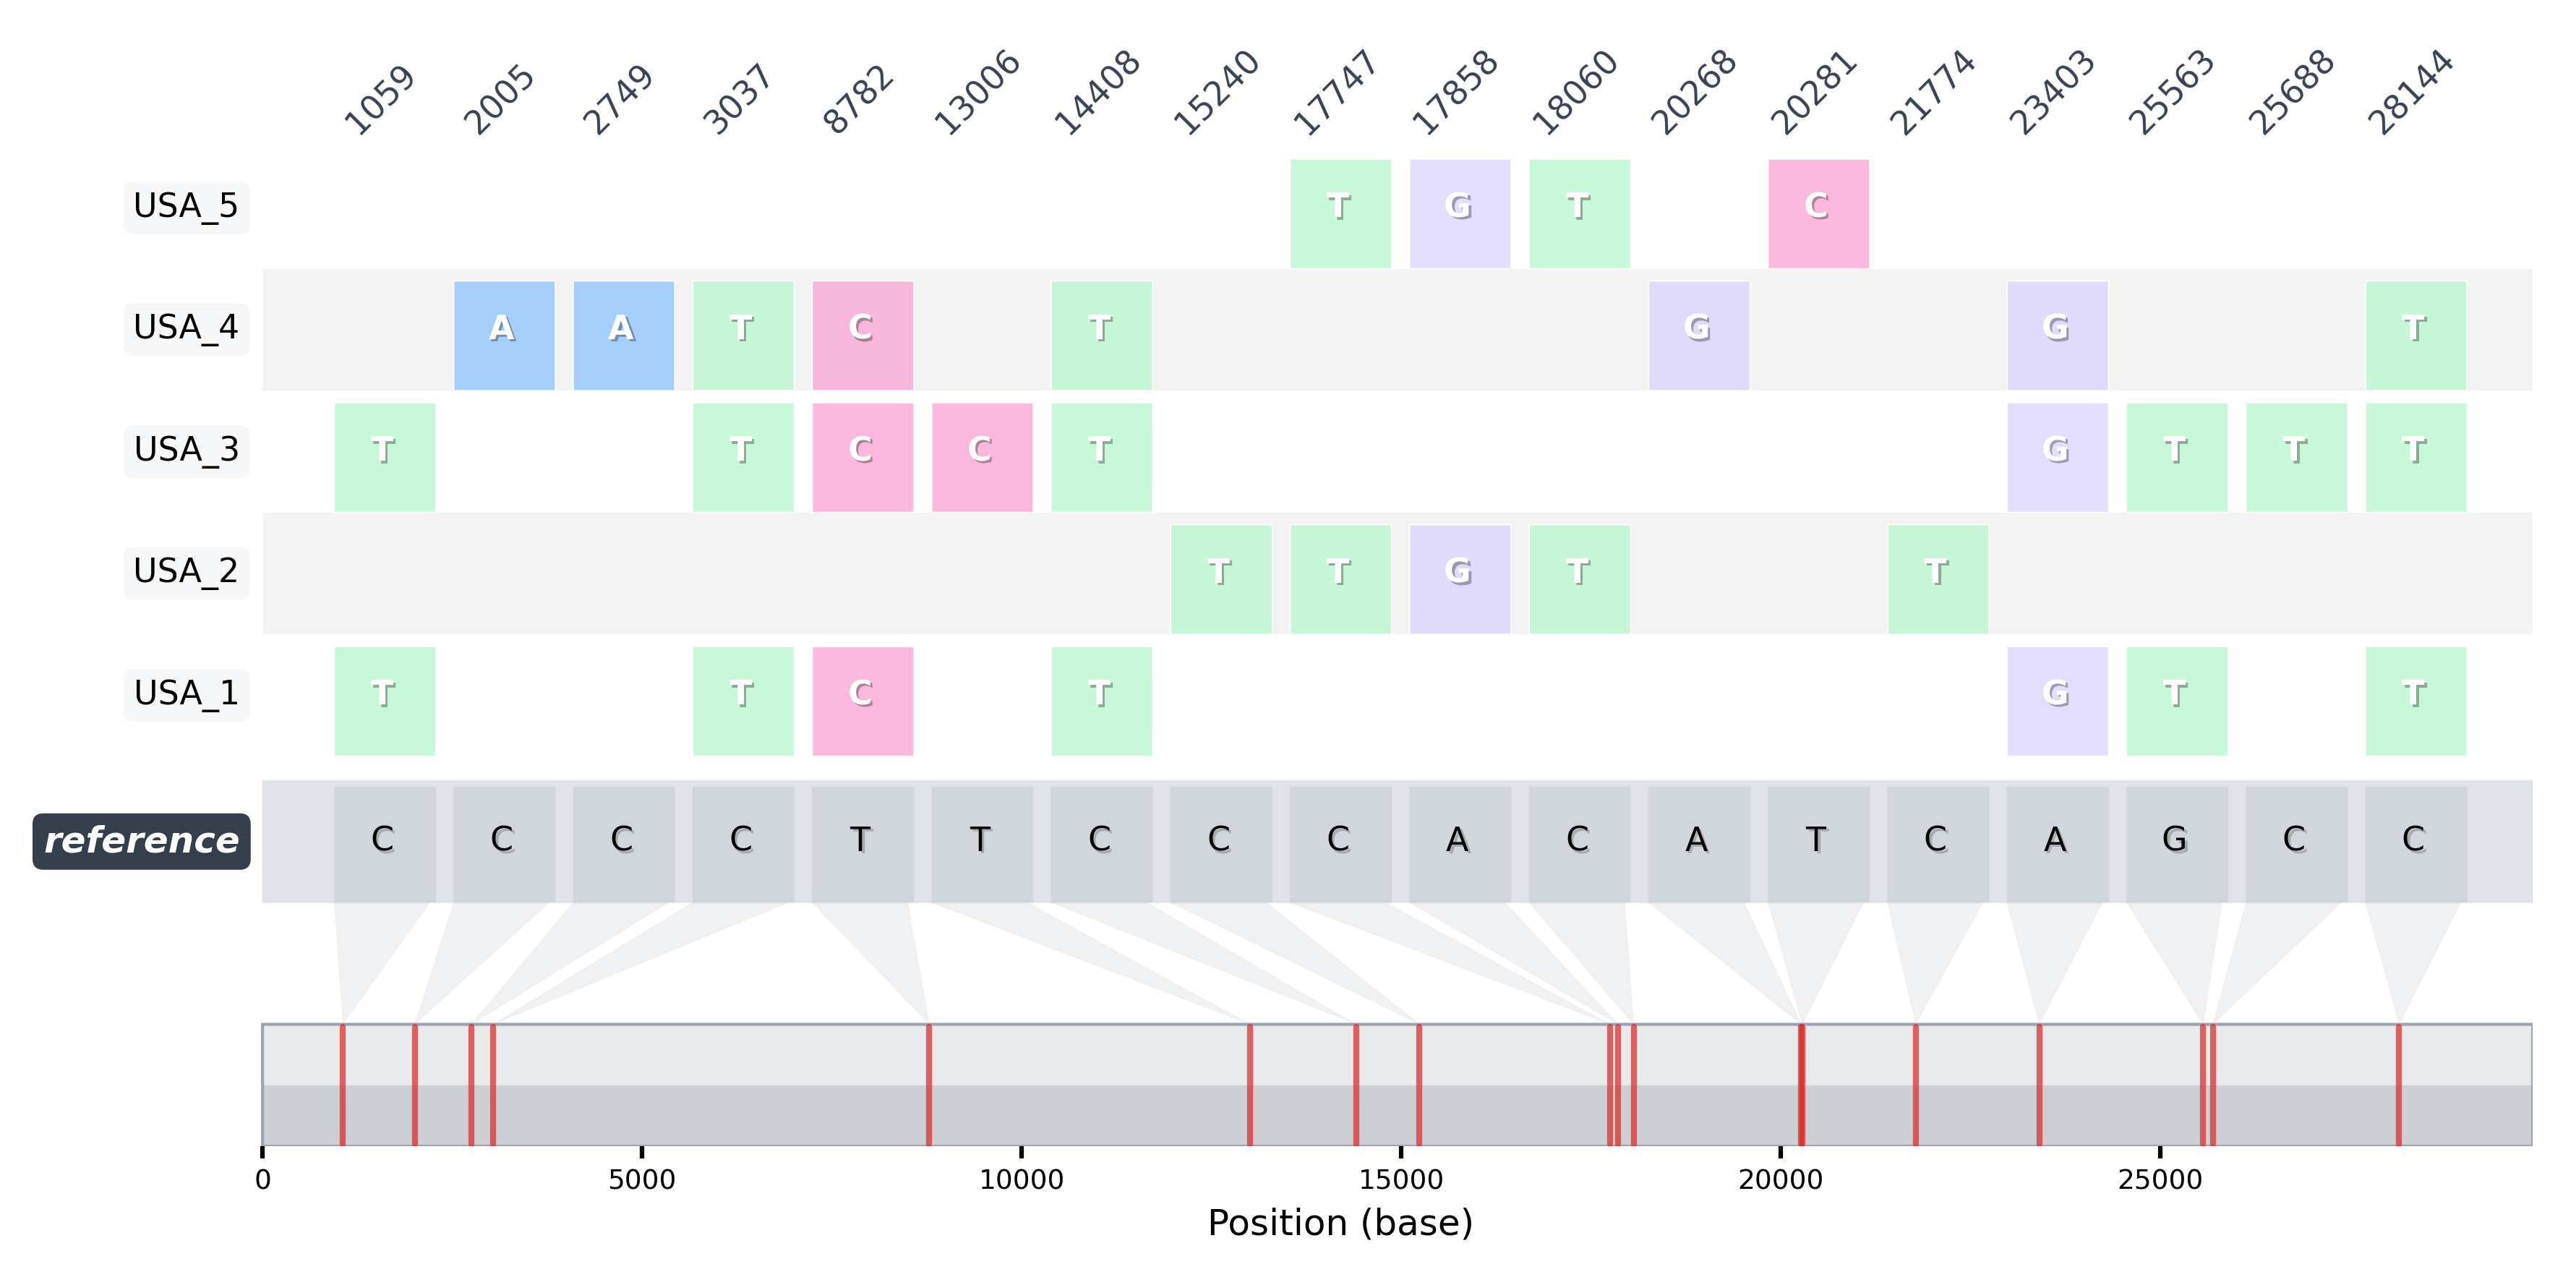 1059 2005 2749 3037 8782 13006 14408 15240 17747 17858 18060 20268 20281 21774 23403 25563 25688 28144
USA_5 T G T C
USA_4 A A T C T G G T
USA_3 T T C C T G T T T
USA_2 T T G T T
USA_1 T T C T G T T
reference C C C C T T C C C A C A T C A G C C
0 5000 10000 15000 20000 25000
Position (base)